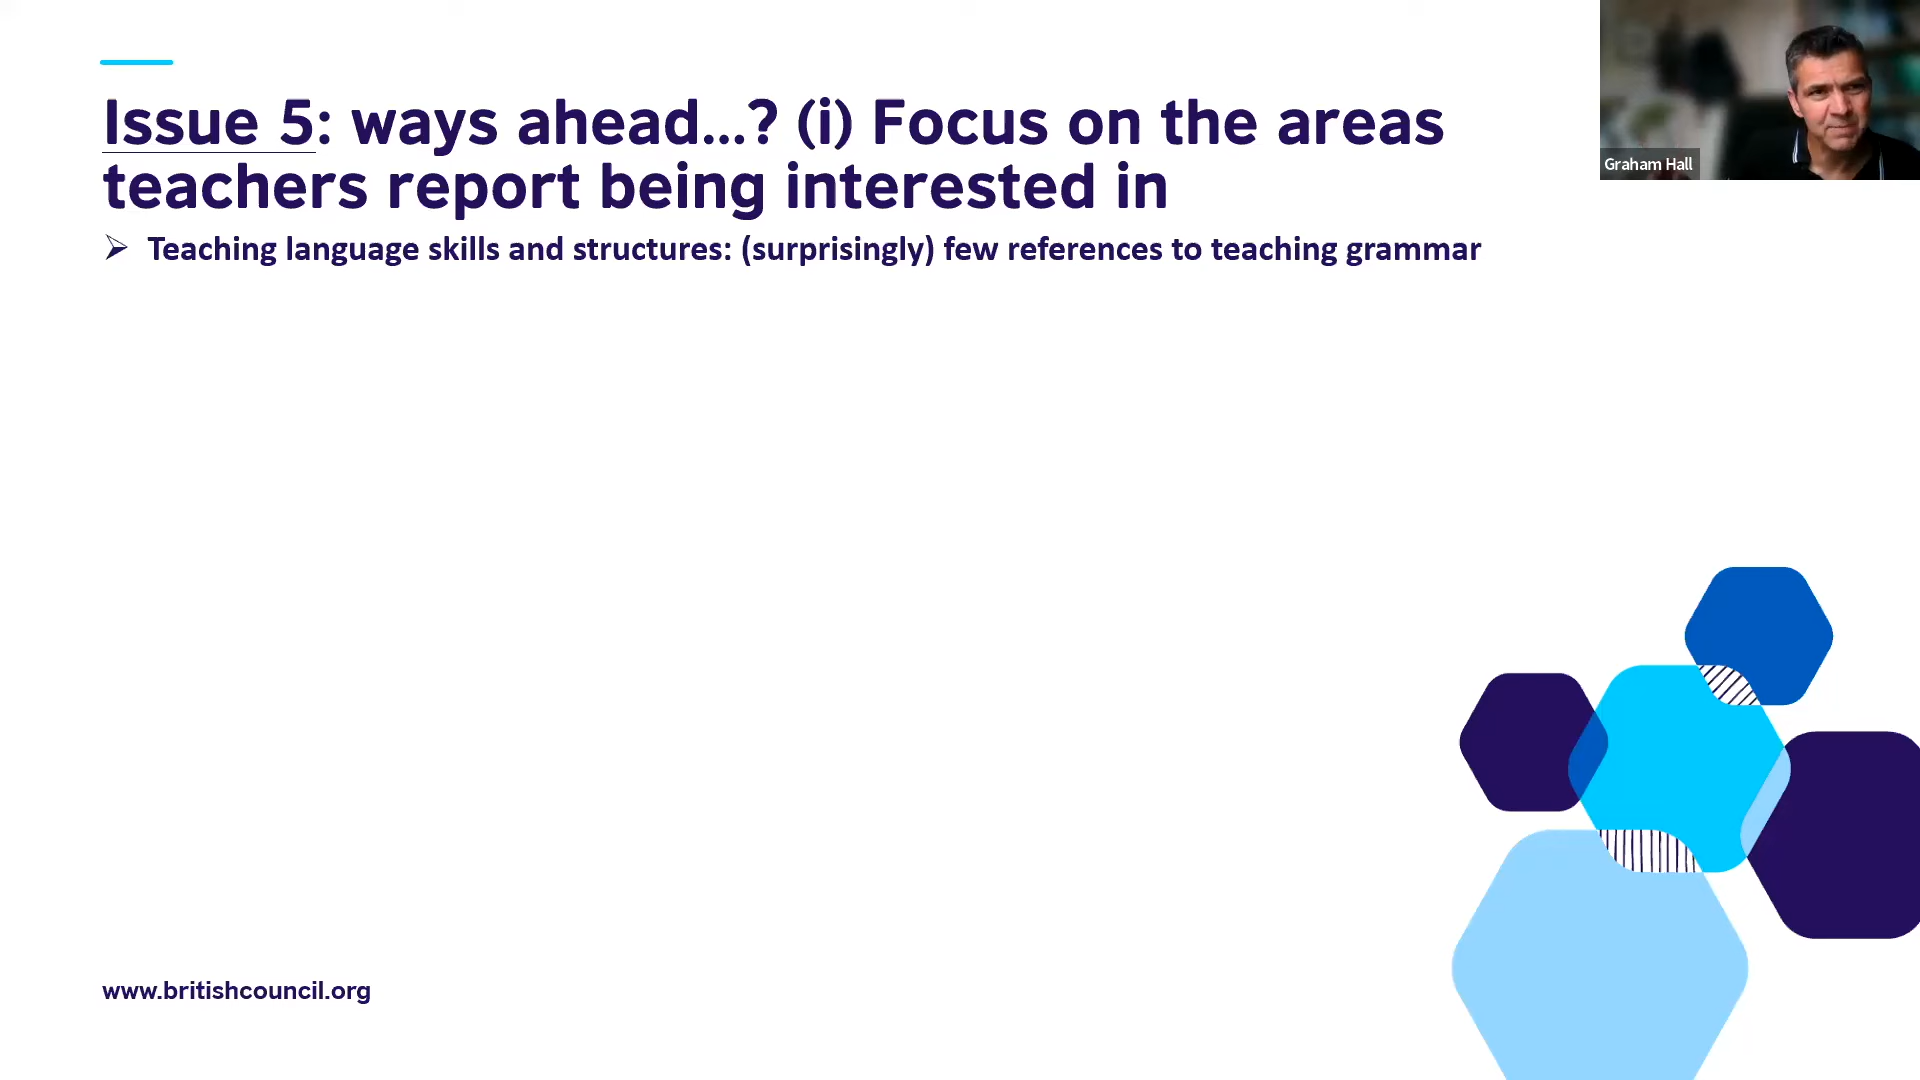 Issue 5: ways ahead...? (i) Focus on the areas
teachers report being interested in
➢ Teaching language skills and structures: (surprisingly) few references to teaching grammar
Graham Hall
www.britishcouncil.org